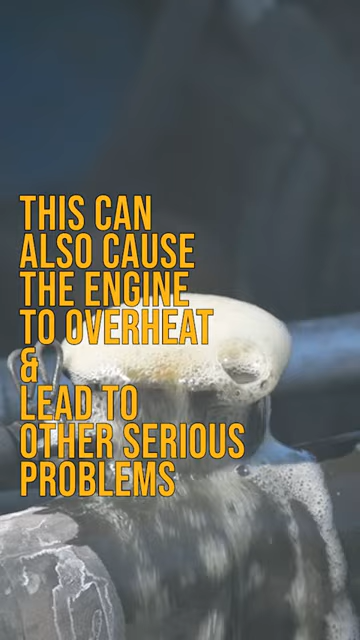 THIS CAN
ALSO CAUSE
THE ENGINE
TO OVERHEAT
&
LEAD TO
OTHER SERIOUS
PROBLEMS